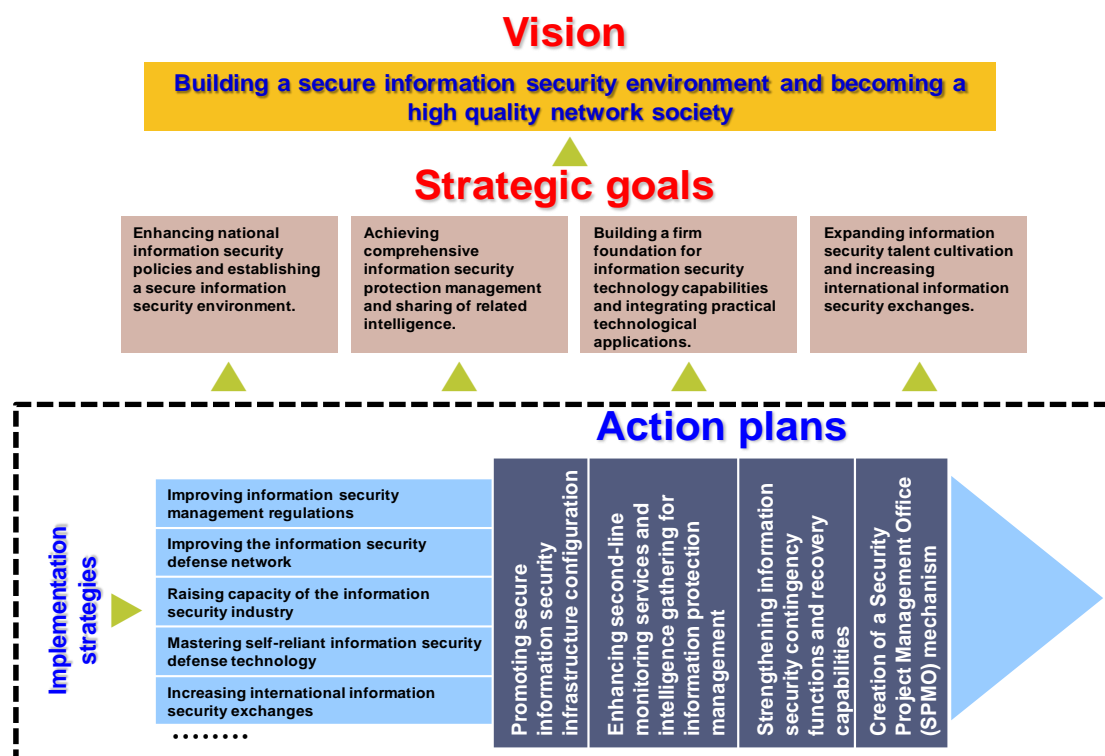 Vision
Building a secure information security environment and becoming a
high quality network society
Strategic goals
Enhancing national
information security
policies and establishing
a secure information
security environment.
Achieving
comprehensive
information security
protection management
and sharing of related
intelligence.
Building a firm
foundation for
information security
technology capabilities
and integrating practical
technological
applications.
Expanding information
security talent cultivation
and increasing
international information
security exchanges.
Action plans
Implementation
strategies
Improving information security
management regulations
Improving the information security
defense network
Raising capacity of the information
security industry
Mastering self-reliant information security
defense technology
Increasing international information
security exchanges
........
Promoting secure
information security
infrastructure configuration
Enhancing second-line
monitoring services and
intelligence gathering for
information protection
management
Strengthening information
security contingency
functions and recovery
capabilities
Creation of a Security
Project Management Office
(SPMO) mechanism